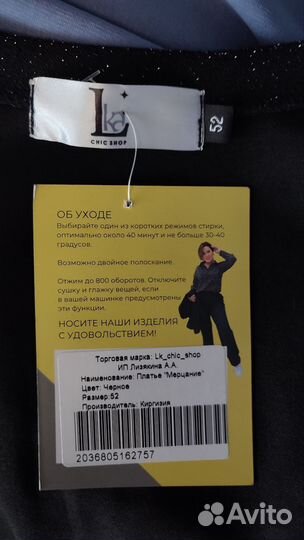 Lka
CHIC SHOP
52
ОБ УХОДЕ
Выбирайте один из коротких режимов стирки,
оптимально около 40 минут и не больше 30-40
градусов.
Возможно двойное полоскание.
Отжим до 800 оборотов. Отключите
сушку и глажку вещей, если
в вашей машинке предусмотрены
эти функции.
НОСИТЕ НАШИ ИЗДЕЛИЯ
С УДОВОЛЬСТВИЕМ!
Торговая марка: Lk_chic_shop
ИП Лизякина А.А.
Наименование: Платье "Мерцание"
Цвет: Черное
Размер:52
Производитель: Киргизия
2036805162757
Avito